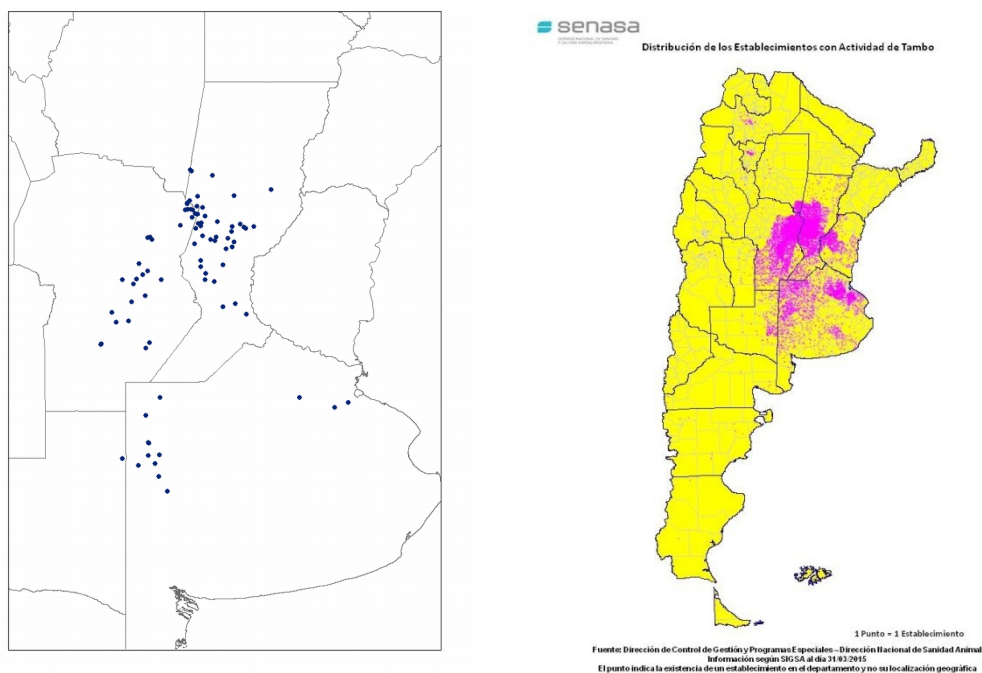 senasa
Distribución de los Establecimientos con Actividad de Tambo
1 Punto = 1 Establecimiento
Fuente: Dirección de Control de Gestión y Programas Especiales – Dirección Nacional de Sanidad Animal
Información según SIGSA al día 31/03/2015
El punto indica la existencia de un establecimiento en el departamento y no su localización geográfica